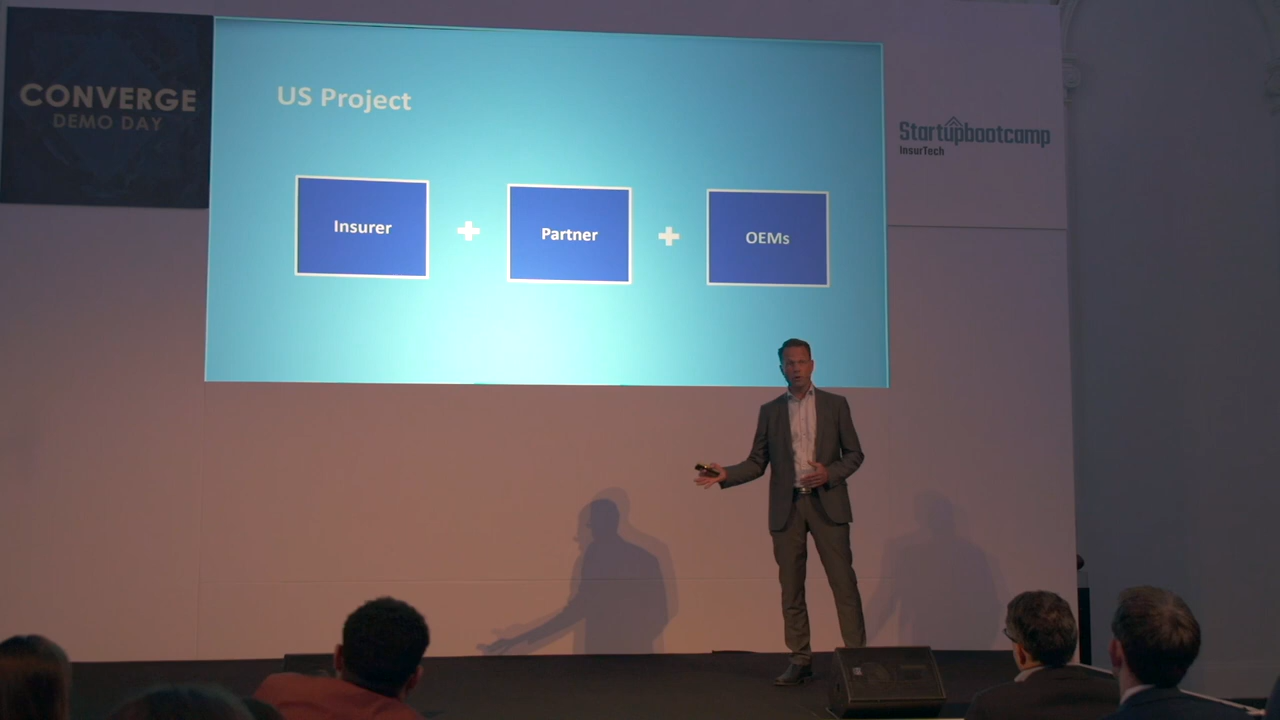 CONVERGE
DEMO DAY
US Project
Insurer + Partner + OEMs
Startupbootcamp
InsurTech